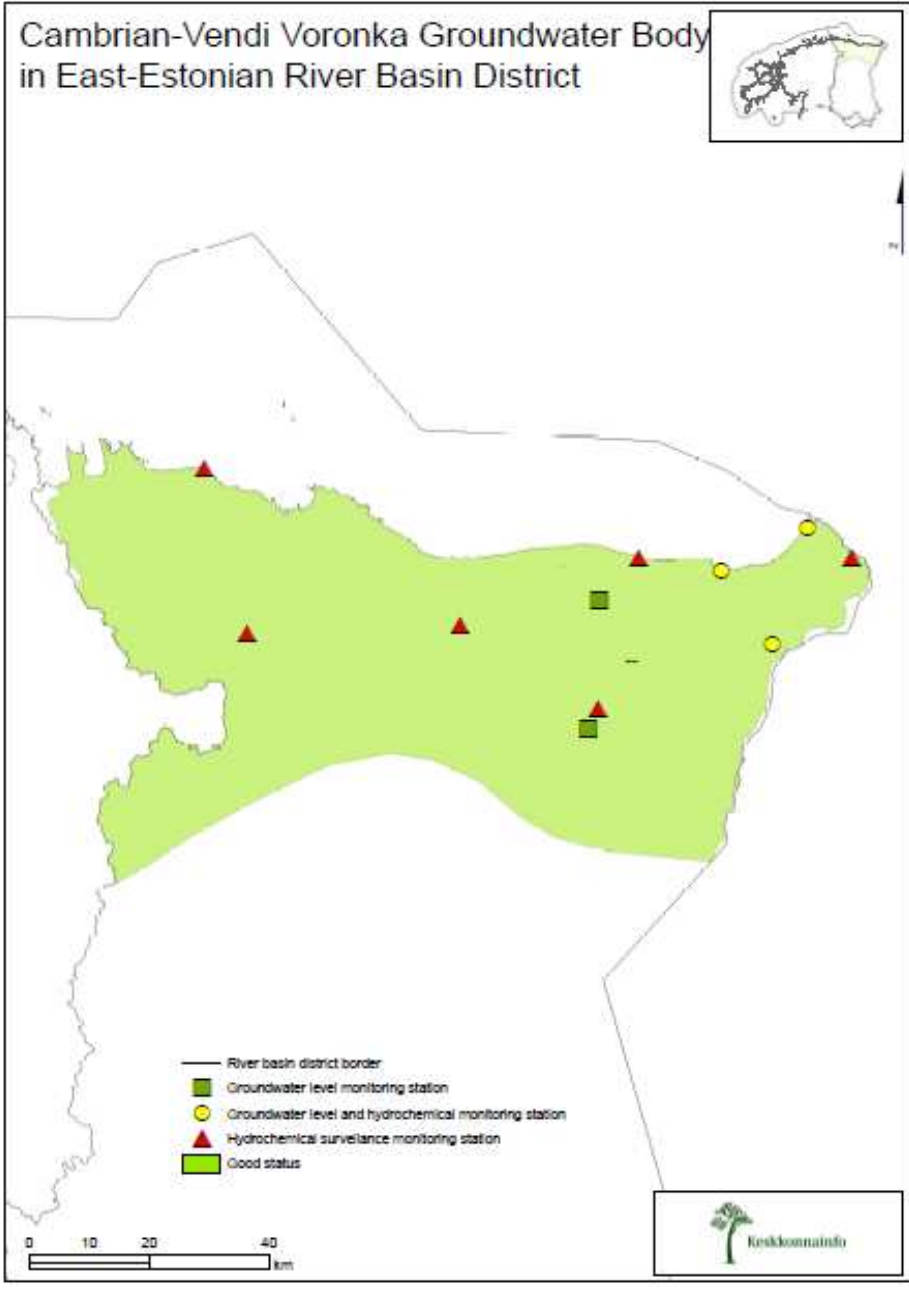 Cambrian-Vendi Voronka Groundwater Body
in East-Estonian River Basin District
River basin district border
Groundwater level monitoring station
Groundwater level and hydrochemical monitoring station
Hydrochemical surveilance monitoring station
Good status
0 10 20 40
km
Keskkonnainfo